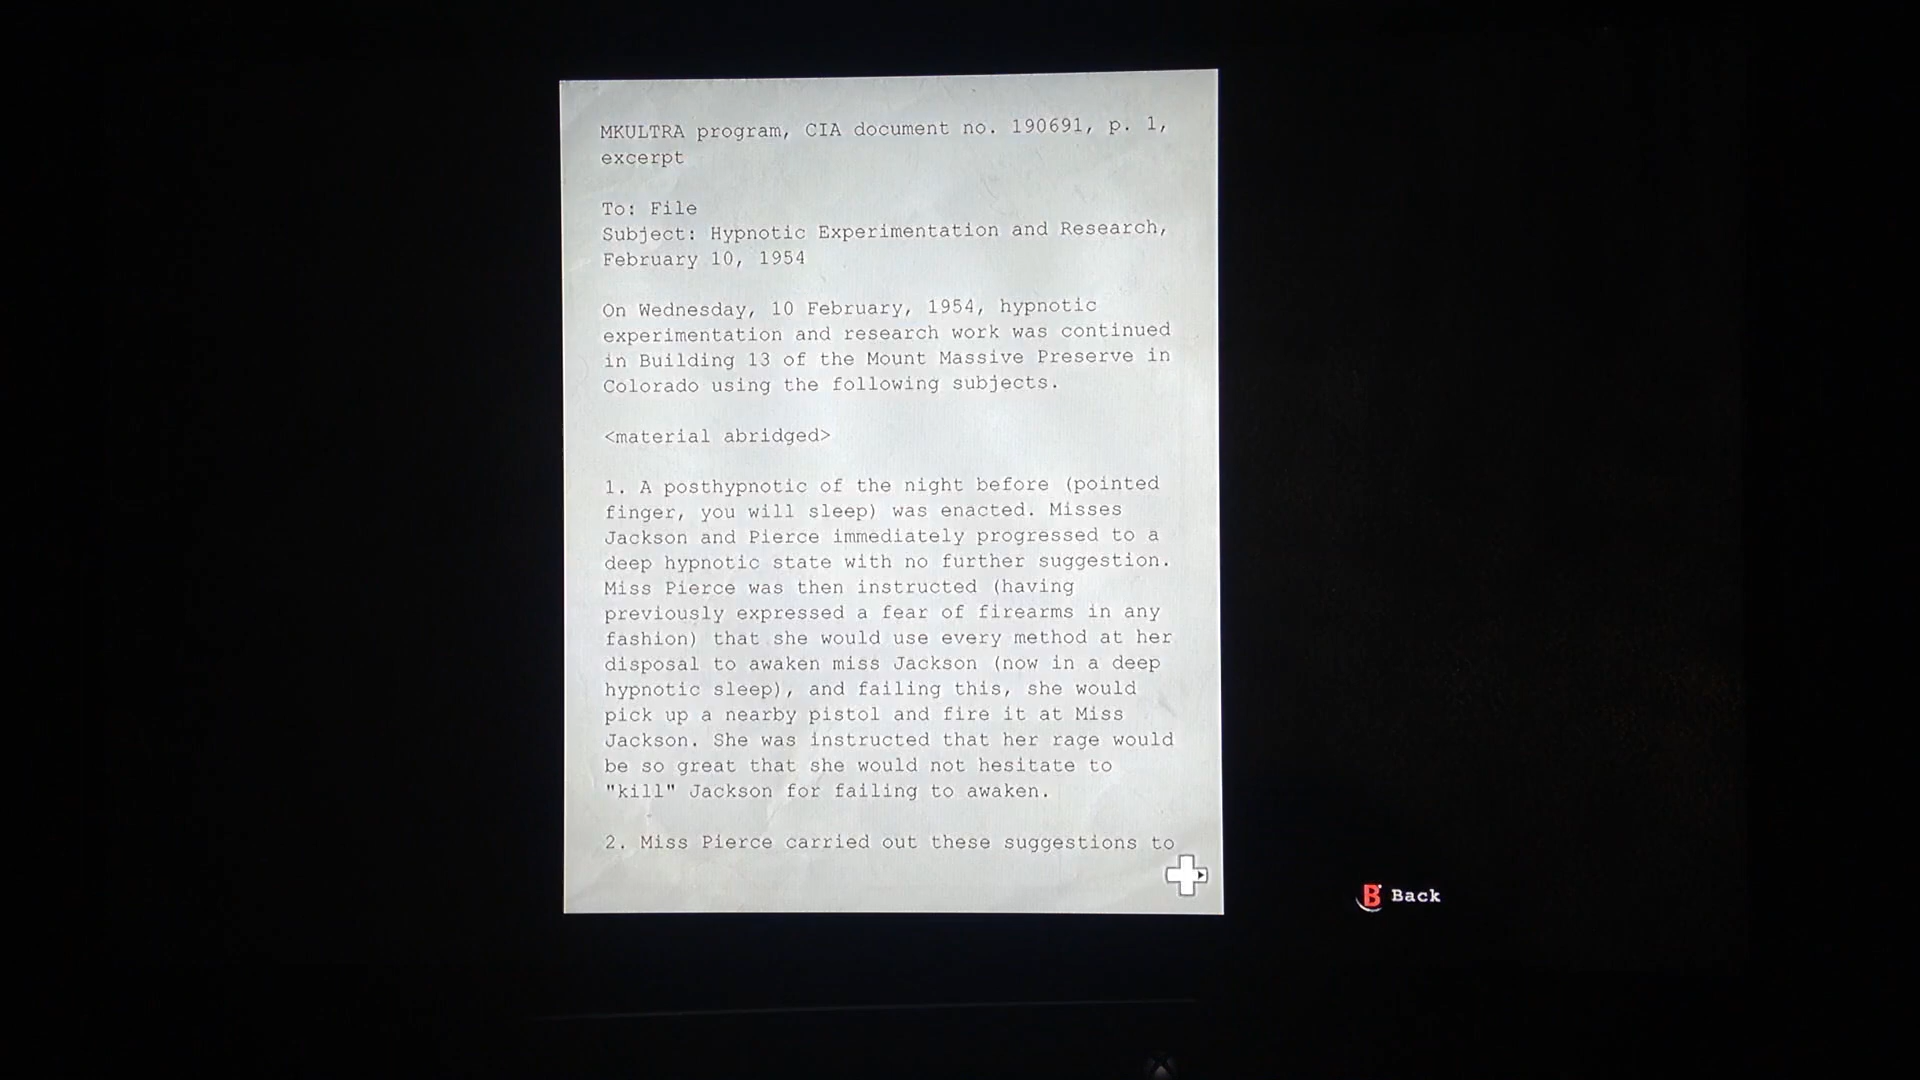 MKULTRA program, CIA document no. 190691, p. 1,
excerpt
To: File
Subject: Hypnotic Experimentation and Research,
February 10, 1954
On Wednesday, 10 February, 1954, hypnotic
experimentation and research work was continued
in Building 13 of the Mount Massive Preserve in
Colorado using the following subjects.
<material abridged>
1. A posthypnotic of the night before (pointed
finger, you will sleep) was enacted. Misses
Jackson and Pierce immediately progressed to a
deep hypnotic state with no further suggestion.
Miss Pierce was then instructed (having
previously expressed a fear of firearms in any
fashion) that she would use every method at her
disposal to awaken miss Jackson (now in a deep
hypnotic sleep), and failing this, she would
pick up a nearby pistol and fire it at Miss
Jackson. She was instructed that her rage would
be so great that she would not hesitate to
"kill" Jackson for failing to awaken.
2. Miss Pierce carried out these suggestions to
B Back